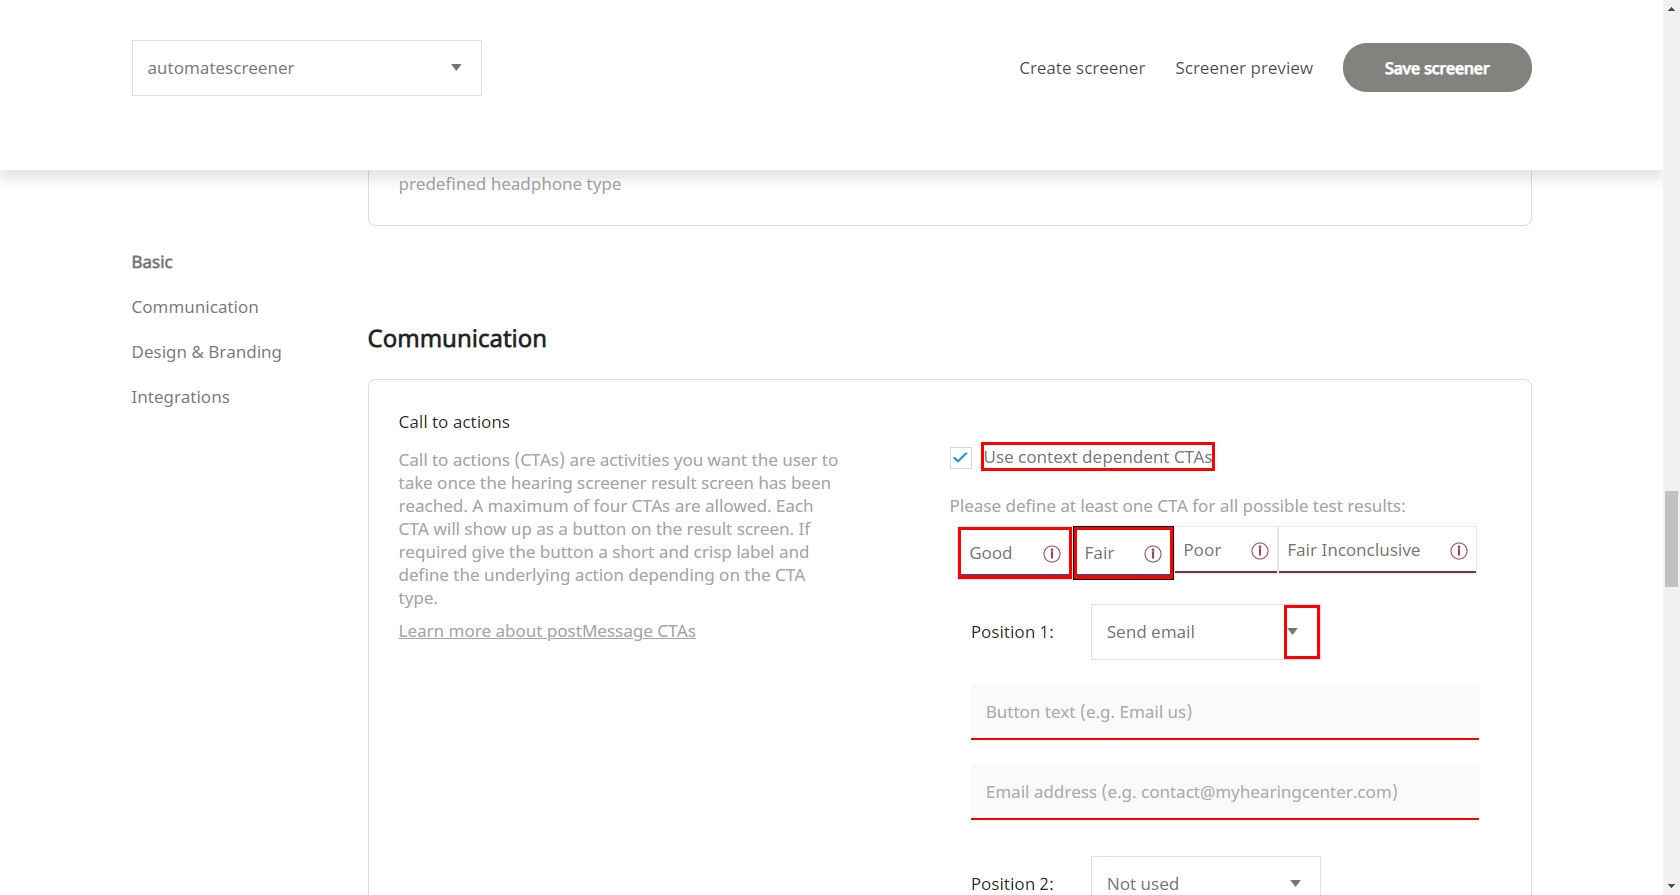 automatescreener
Create screener
Screener preview
Save screener
predefined headphone type
Basic
Communication
Design & Branding
Integrations
Communication
Call to actions
Call to actions (CTAs) are activities you want the user to
take once the hearing screener result screen has been
reached. A maximum of four CTAs are allowed. Each
CTA will show up as a button on the result screen. If
required give the button a short and crisp label and
define the underlying action depending on the CTA
type.
Learn more about postMessage CTAs
Use context dependent CTAs
Please define at least one CTA for all possible test results:
Good
Fair
Poor
Fair Inconclusive
Position 1:
Send email
Button text (e.g. Email us)
Email address (e.g. contact@myhearingcenter.com)
Position 2:
Not used